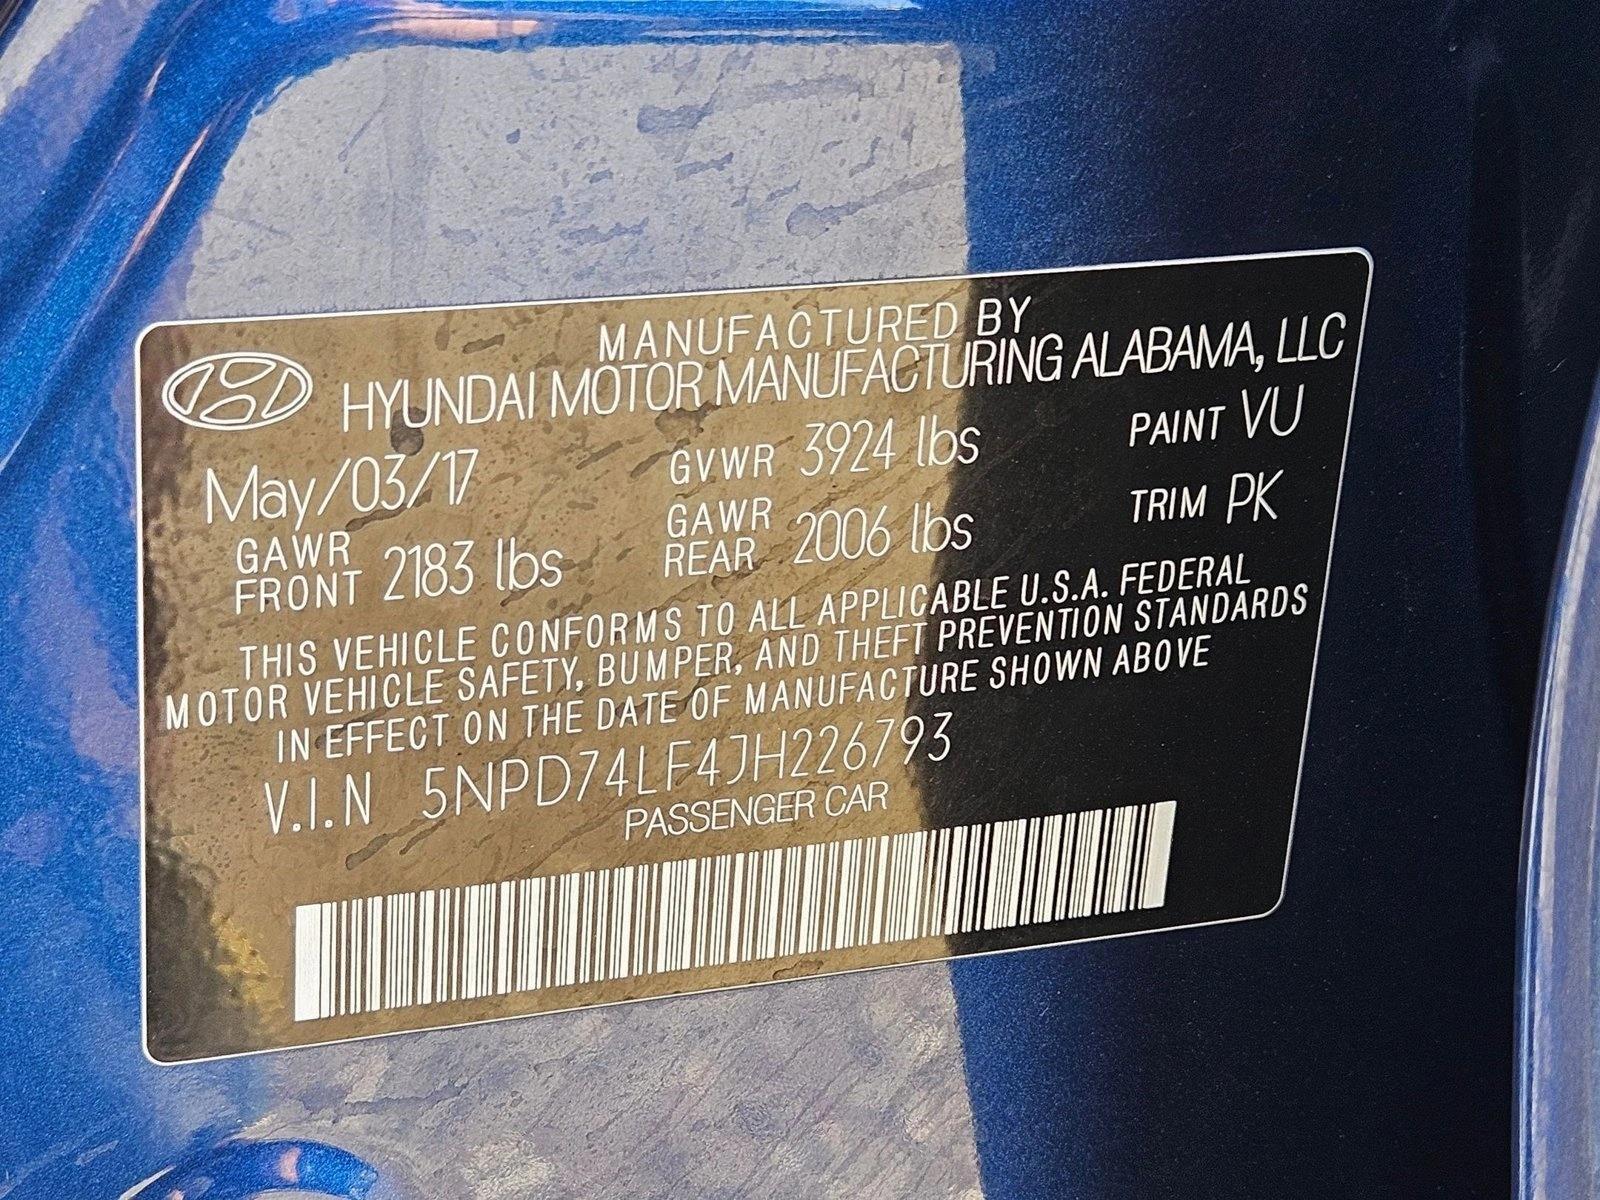 MANUFACTURED BY
HYUNDAI MOTOR MANUFACTURING ALABAMA, LLC
May/03/17 GVWR 3924 lbs PAINT VU
GAWR FRONT 2183 lbs GAWR REAR 2006 lbs TRIM PK
THIS VEHICLE CONFORMS TO ALL APPLICABLE U.S.A. FEDERAL
MOTOR VEHICLE SAFETY, BUMPER, AND THEFT PREVENTION STANDARDS
IN EFFECT ON THE DATE OF MANUFACTURE SHOWN ABOVE
V.I.N 5NPD74LF4JH226793
PASSENGER CAR